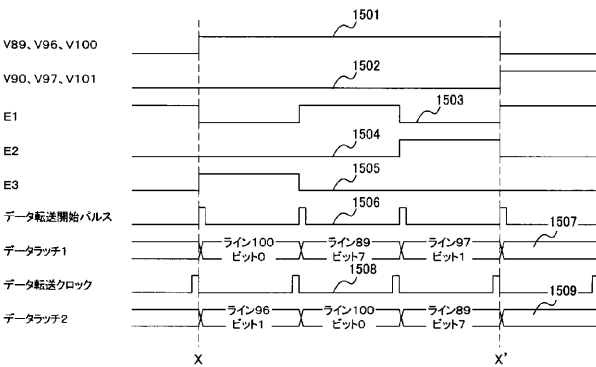 1501
V89、V96、V100
1502
V90、V97、V101
1503
E1
1504
E2
1505
E3
1506
データ転送開始パルス
1507
データラッチ1
ライン100
ビット0
ライン89
ビット7
ライン97
ビット1
1508
データ転送クロック
1509
データラッチ2
ライン96
ビット1
ライン100
ビット0
ライン89
ビット7
X
X'